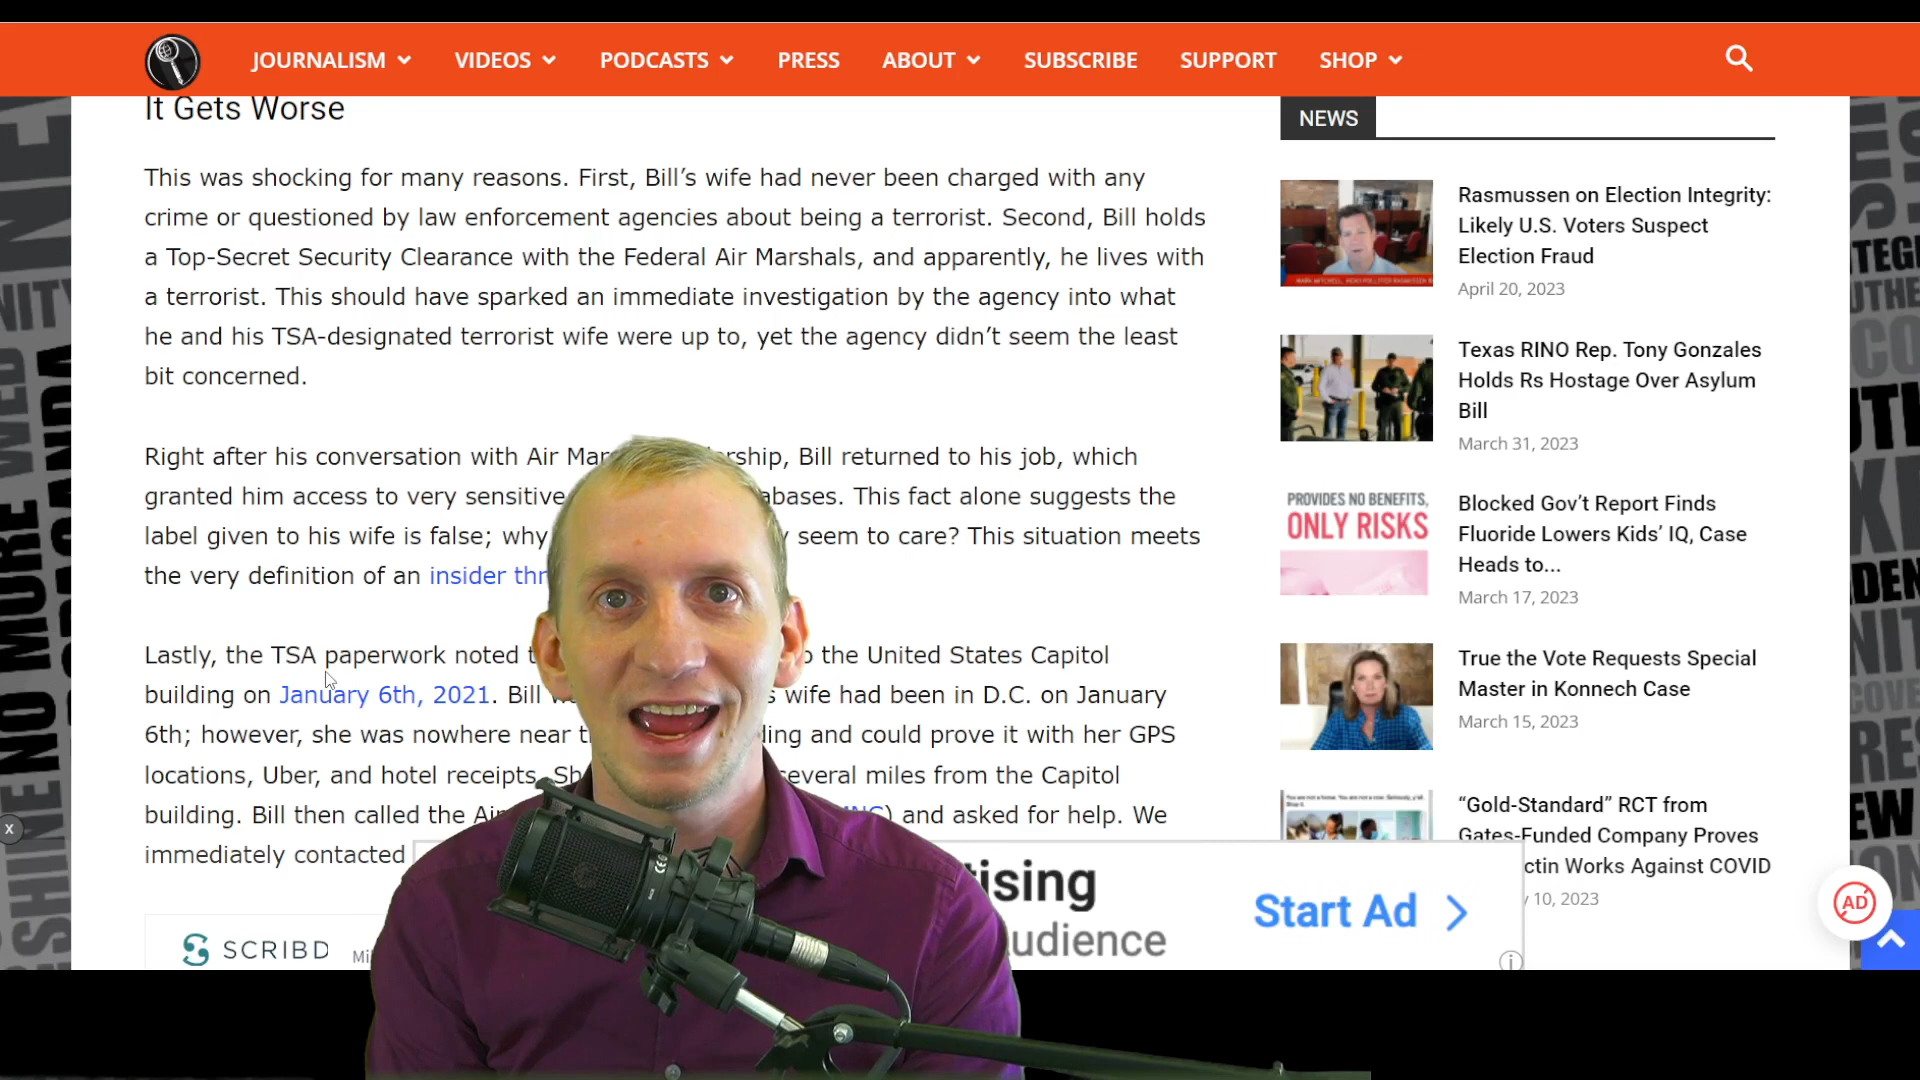 JOURNALISM VIDEOS PODCASTS PRESS ABOUT SUBSCRIBE SUPPORT SHOP
It Gets Worse
This was shocking for many reasons. First, Bill’s wife had never been charged with any
crime or questioned by law enforcement agencies about being a terrorist. Second, Bill holds
a Top-Secret Security Clearance with the Federal Air Marshals, and apparently, he lives with
a terrorist. This should have sparked an immediate investigation by the agency into what
he and his TSA-designated terrorist wife were up to, yet the agency didn’t seem the least
bit concerned.
Right after his conversation with Air Mar rship, Bill returned to his job, which
granted him access to very sensitive abases. This fact alone suggests the
label given to his wife is false; why seem to care? This situation meets
the very definition of an insider thr
Lastly, the TSA paperwork noted the United States Capitol
building on January 6th, 2021. Bill wife had been in D.C. on January
6th; however, she was nowhere near ding and could prove it with her GPS
locations, Uber, and hotel receipts. Sh several miles from the Capitol
building. Bill then called the Air ) and asked for help. We
immediately contacted
SCRIBD
NEWS
Rasmussen on Election Integrity:
Likely U.S. Voters Suspect
Election Fraud
April 20, 2023
Texas RINO Rep. Tony Gonzales
Holds Rs Hostage Over Asylum
Bill
March 31, 2023
PROVIDES NO BENEFITS,
ONLY RISKS
Blocked Gov’t Report Finds
Fluoride Lowers Kids’ IQ, Case
Heads to...
March 17, 2023
True the Vote Requests Special
Master in Konnech Case
March 15, 2023
“Gold-Standard” RCT from
Gates-Funded Company Proves
ctin Works Against COVID
10, 2023
tising
udience
Start Ad
AD
x
NO MORE